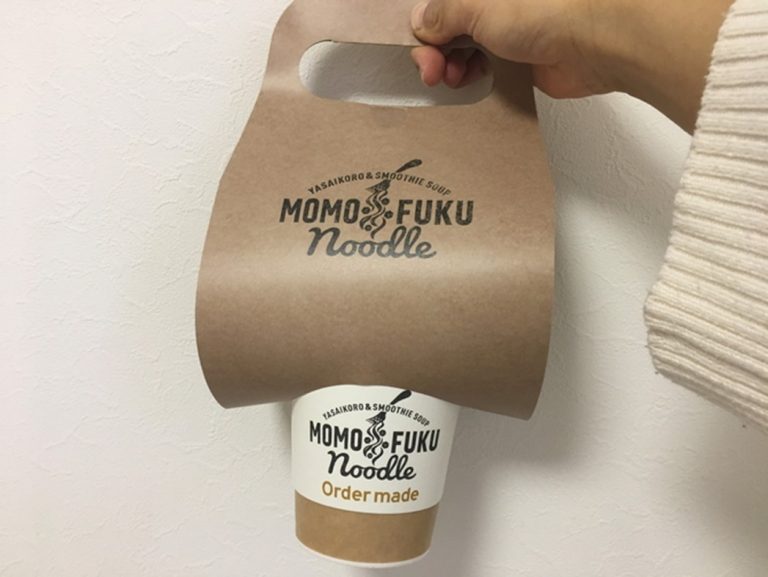 YASAIKORO & SMOOTHIE SOUP
MOMO FUKU
Noodle
YASAIKORO & SMOOTHIE SOUP
MOMO FUKU
Noodle
Order made